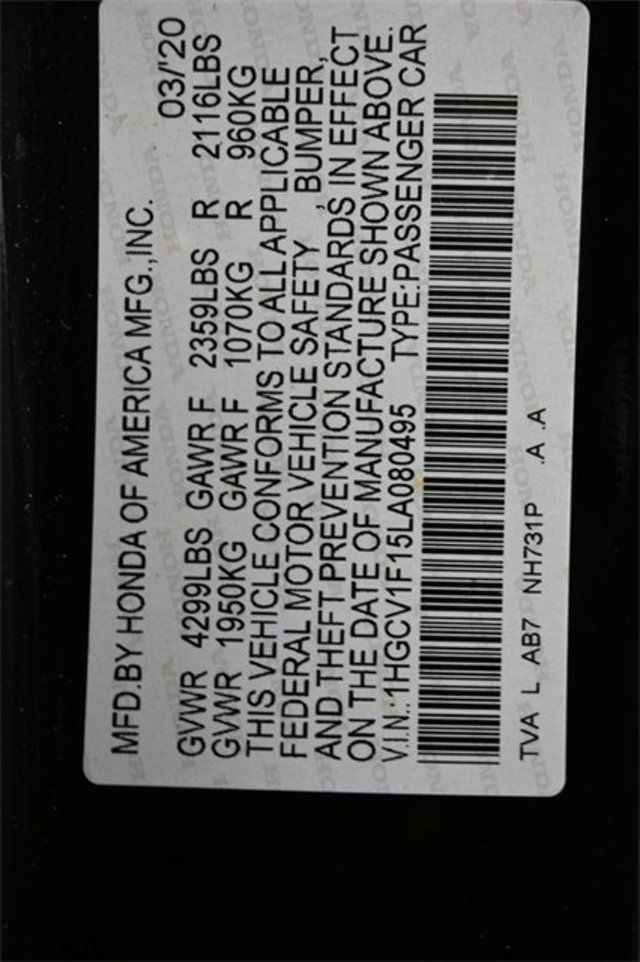 MFD.BY HONDA OF AMERICA MFG.,INC. 03/'20
GVWR 4299LBS GAWR F 2359LBS R 2116LBS
GVWR 1950KG GAWR F 1070KG R 960KG
THIS VEHICLE CONFORMS TO ALL APPLICABLE
FEDERAL MOTOR VEHICLE SAFETY , BUMPER,
AND THEFT PREVENTION STANDARDS IN EFFECT
ON THE DATE OF MANUFACTURE SHOWN ABOVE.
V.I.N.:1HGCV1F15LA080495 TYPE:PASSENGER CAR
TVA L AB7 NH731P .A .A